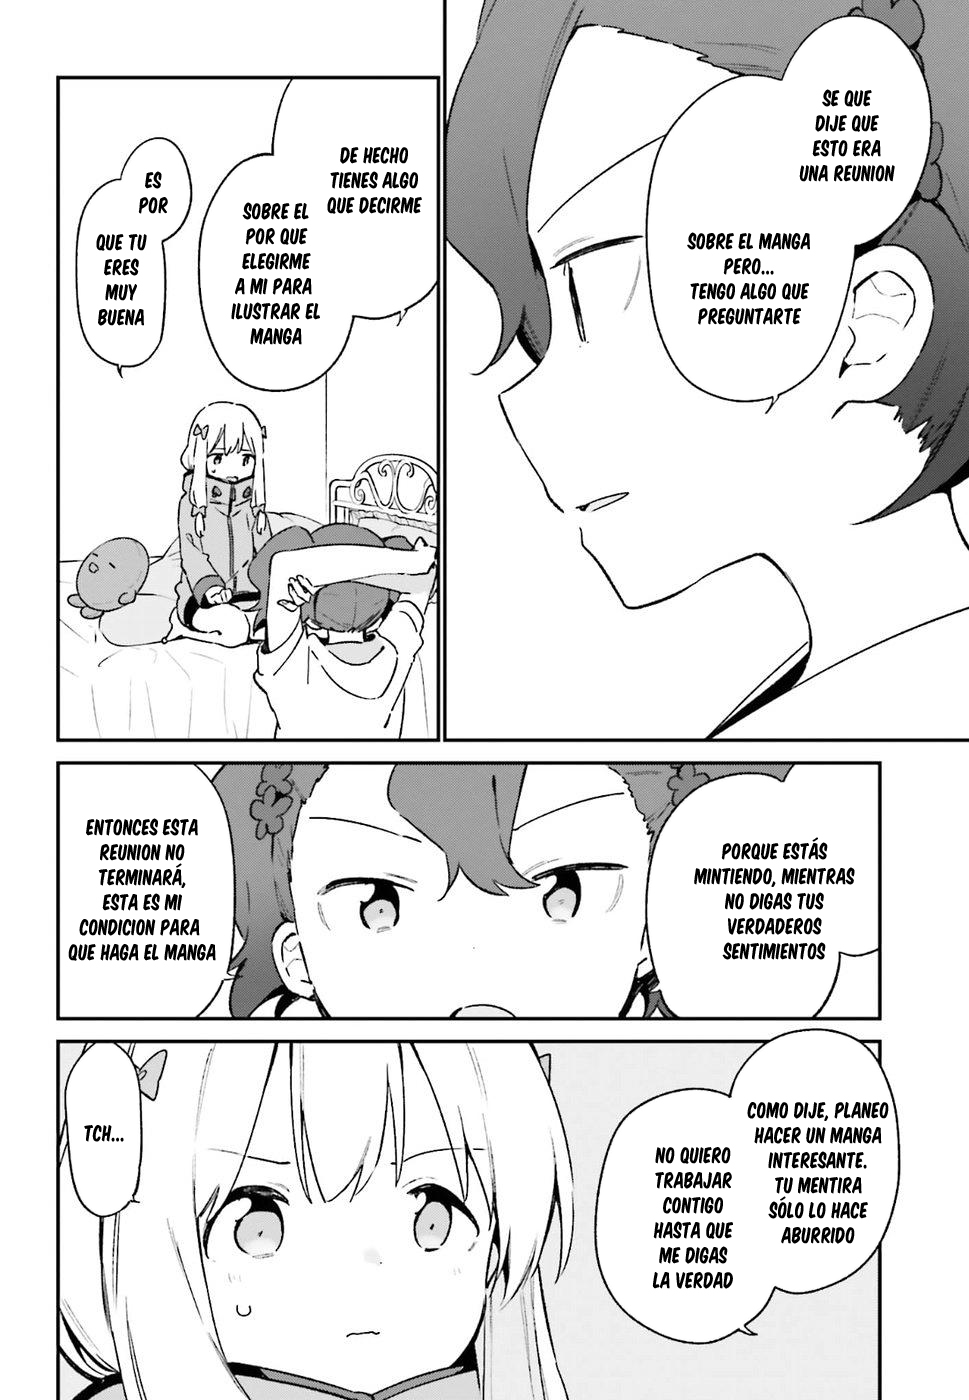 SE QUE
DIJE QUE
ESTO ERA
UNA REUNION
SOBRE EL MANGA
PERO...
TENGO ALGO QUE
PREGUNTARTE
DE HECHO
TIENES ALGO
QUE DECIRME
SOBRE EL
POR QUE
ELEGIRME
A MI PARA
ILUSTRAR EL
MANGA
ES
POR
QUE TU
ERES
MUY
BUENA
PORQUE ESTÁS
MINTIENDO, MIENTRAS
NO DIGAS TUS
VERDADEROS
SENTIMIENTOS
ENTONCES ESTA
REUNION NO
TERMINARÁ,
ESTA ES MI
CONDICION PARA
QUE HAGA EL MANGA
COMO DIJE, PLANEO
HACER UN MANGA
INTERESANTE.
TU MENTIRA
SÓLO LO HACE
ABURRIDO
NO QUIERO
TRABAJAR
CONTIGO
HASTA QUE
ME DIGAS
LA VERDAD
TCH...